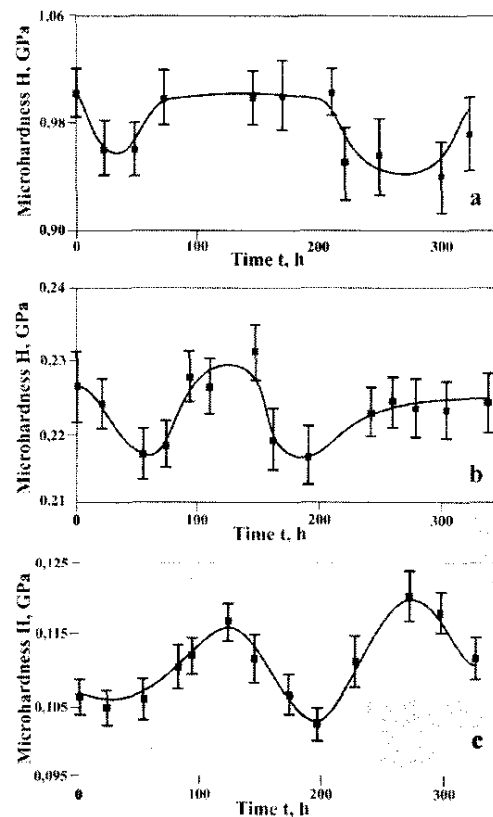 1.06
0,98
0,90
Microhardness H, GPa
0 100 200 300
Time t, h
a
0,24
0,23
0,22
0,21
Microhardness H, GPa
0 100 200 300
Time t, h
b
0,125
0,115
0,105
0,095
Microhardness H, GPa
0 100 200 300
Time t, h
c